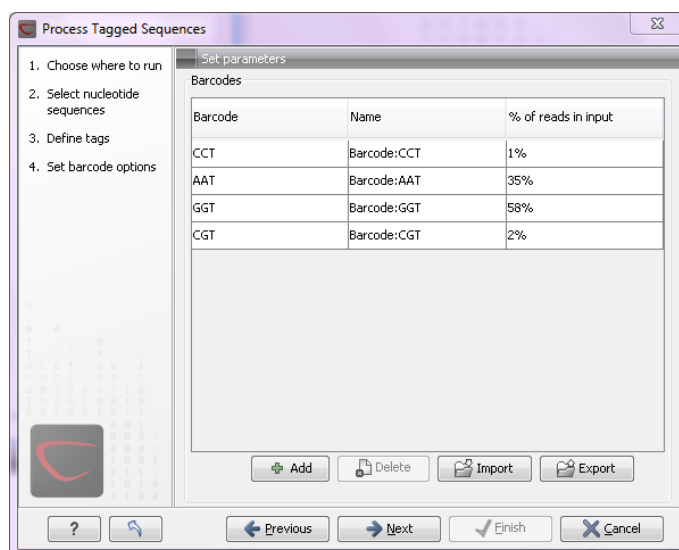 Process Tagged Sequences
1. Choose where to run
2. Select nucleotide
sequences
3. Define tags
4. Set barcode options
Set parameters
Barcodes
Barcode Name % of reads in input
CCT Barcode:CCT 1%
AAT Barcode:AAT 35%
GGT Barcode:GGT 58%
CGT Barcode:CGT 2%
Add Delete Import Export
? Previous Next Finish Cancel